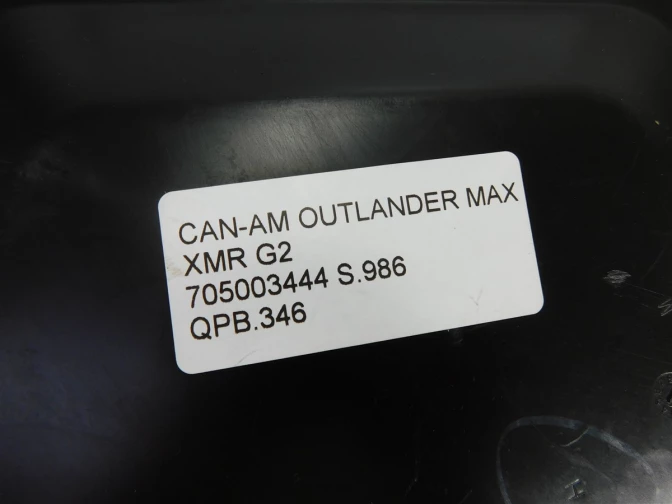 CAN-AM OUTLANDER MAX
XMR G2
705003444 S.986
QPB.346